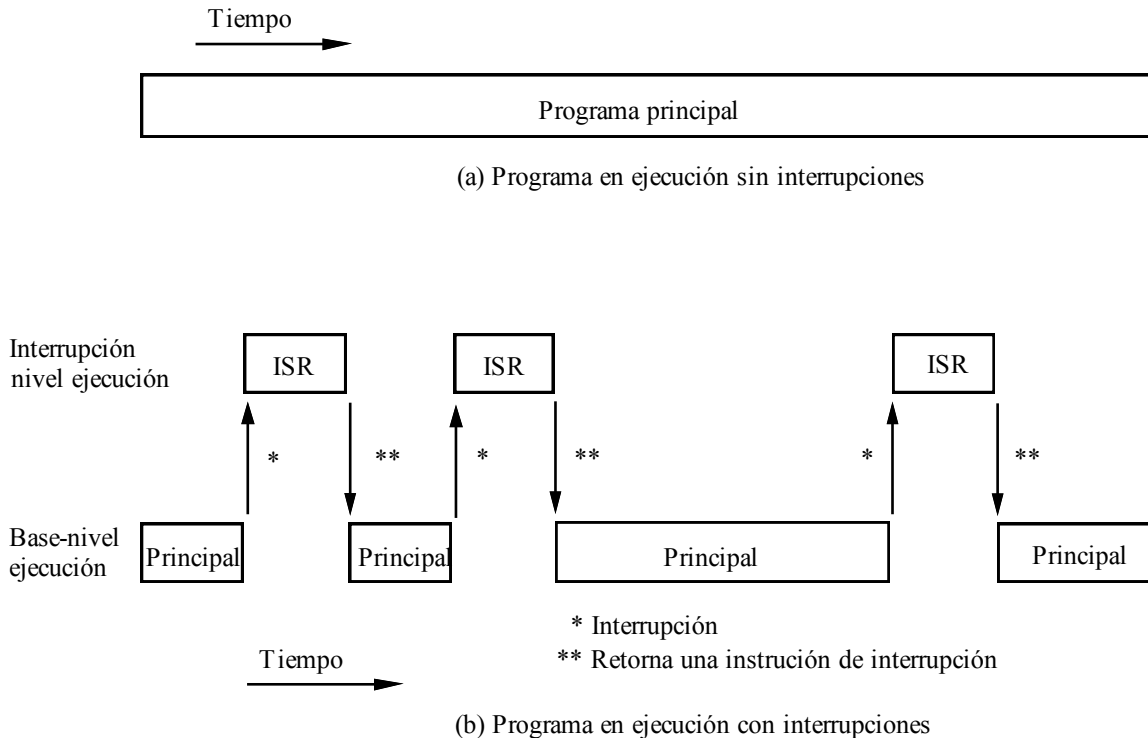 Tiempo
Programa principal
(a) Programa en ejecución sin interrupciones
Interrupción
nivel ejecución
ISR
ISR
ISR
*
**
*
**
*
**
Base-nivel
ejecución
Principal
Principal
Principal
Principal
* Interrupción
** Retorna una instrución de interrupción
Tiempo
(b) Programa en ejecución con interrupciones